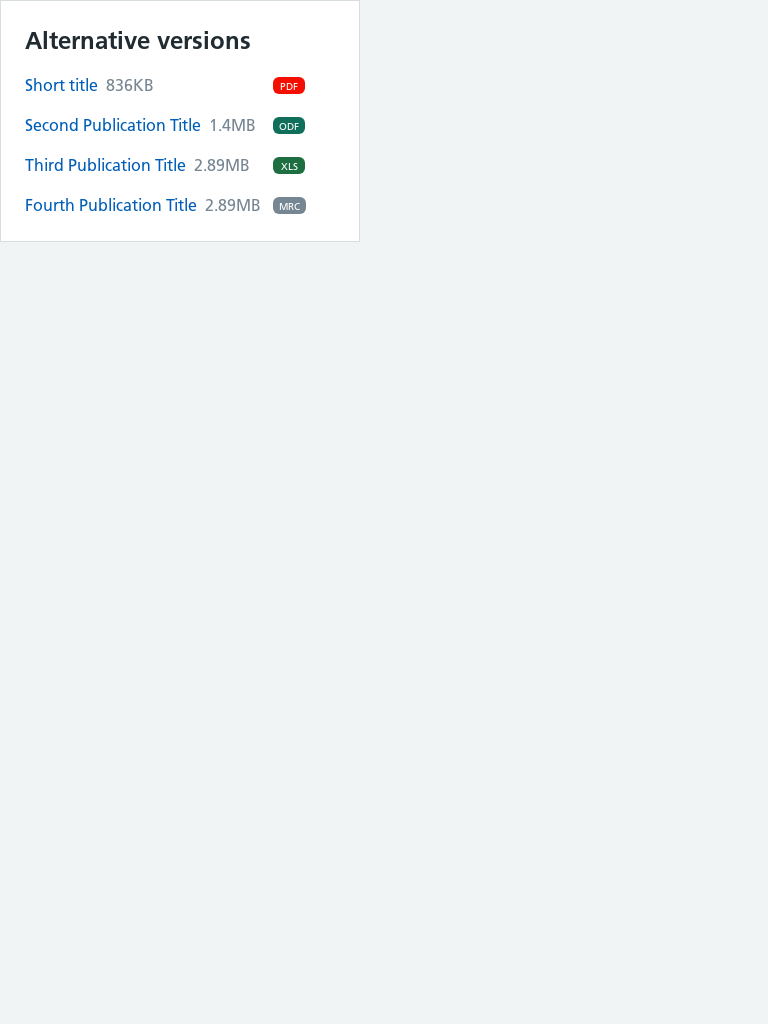 Alternative versions
Short title 836KB PDF
Second Publication Title 1.4MB ODF
Third Publication Title 2.89MB XLS
Fourth Publication Title 2.89MB MRC